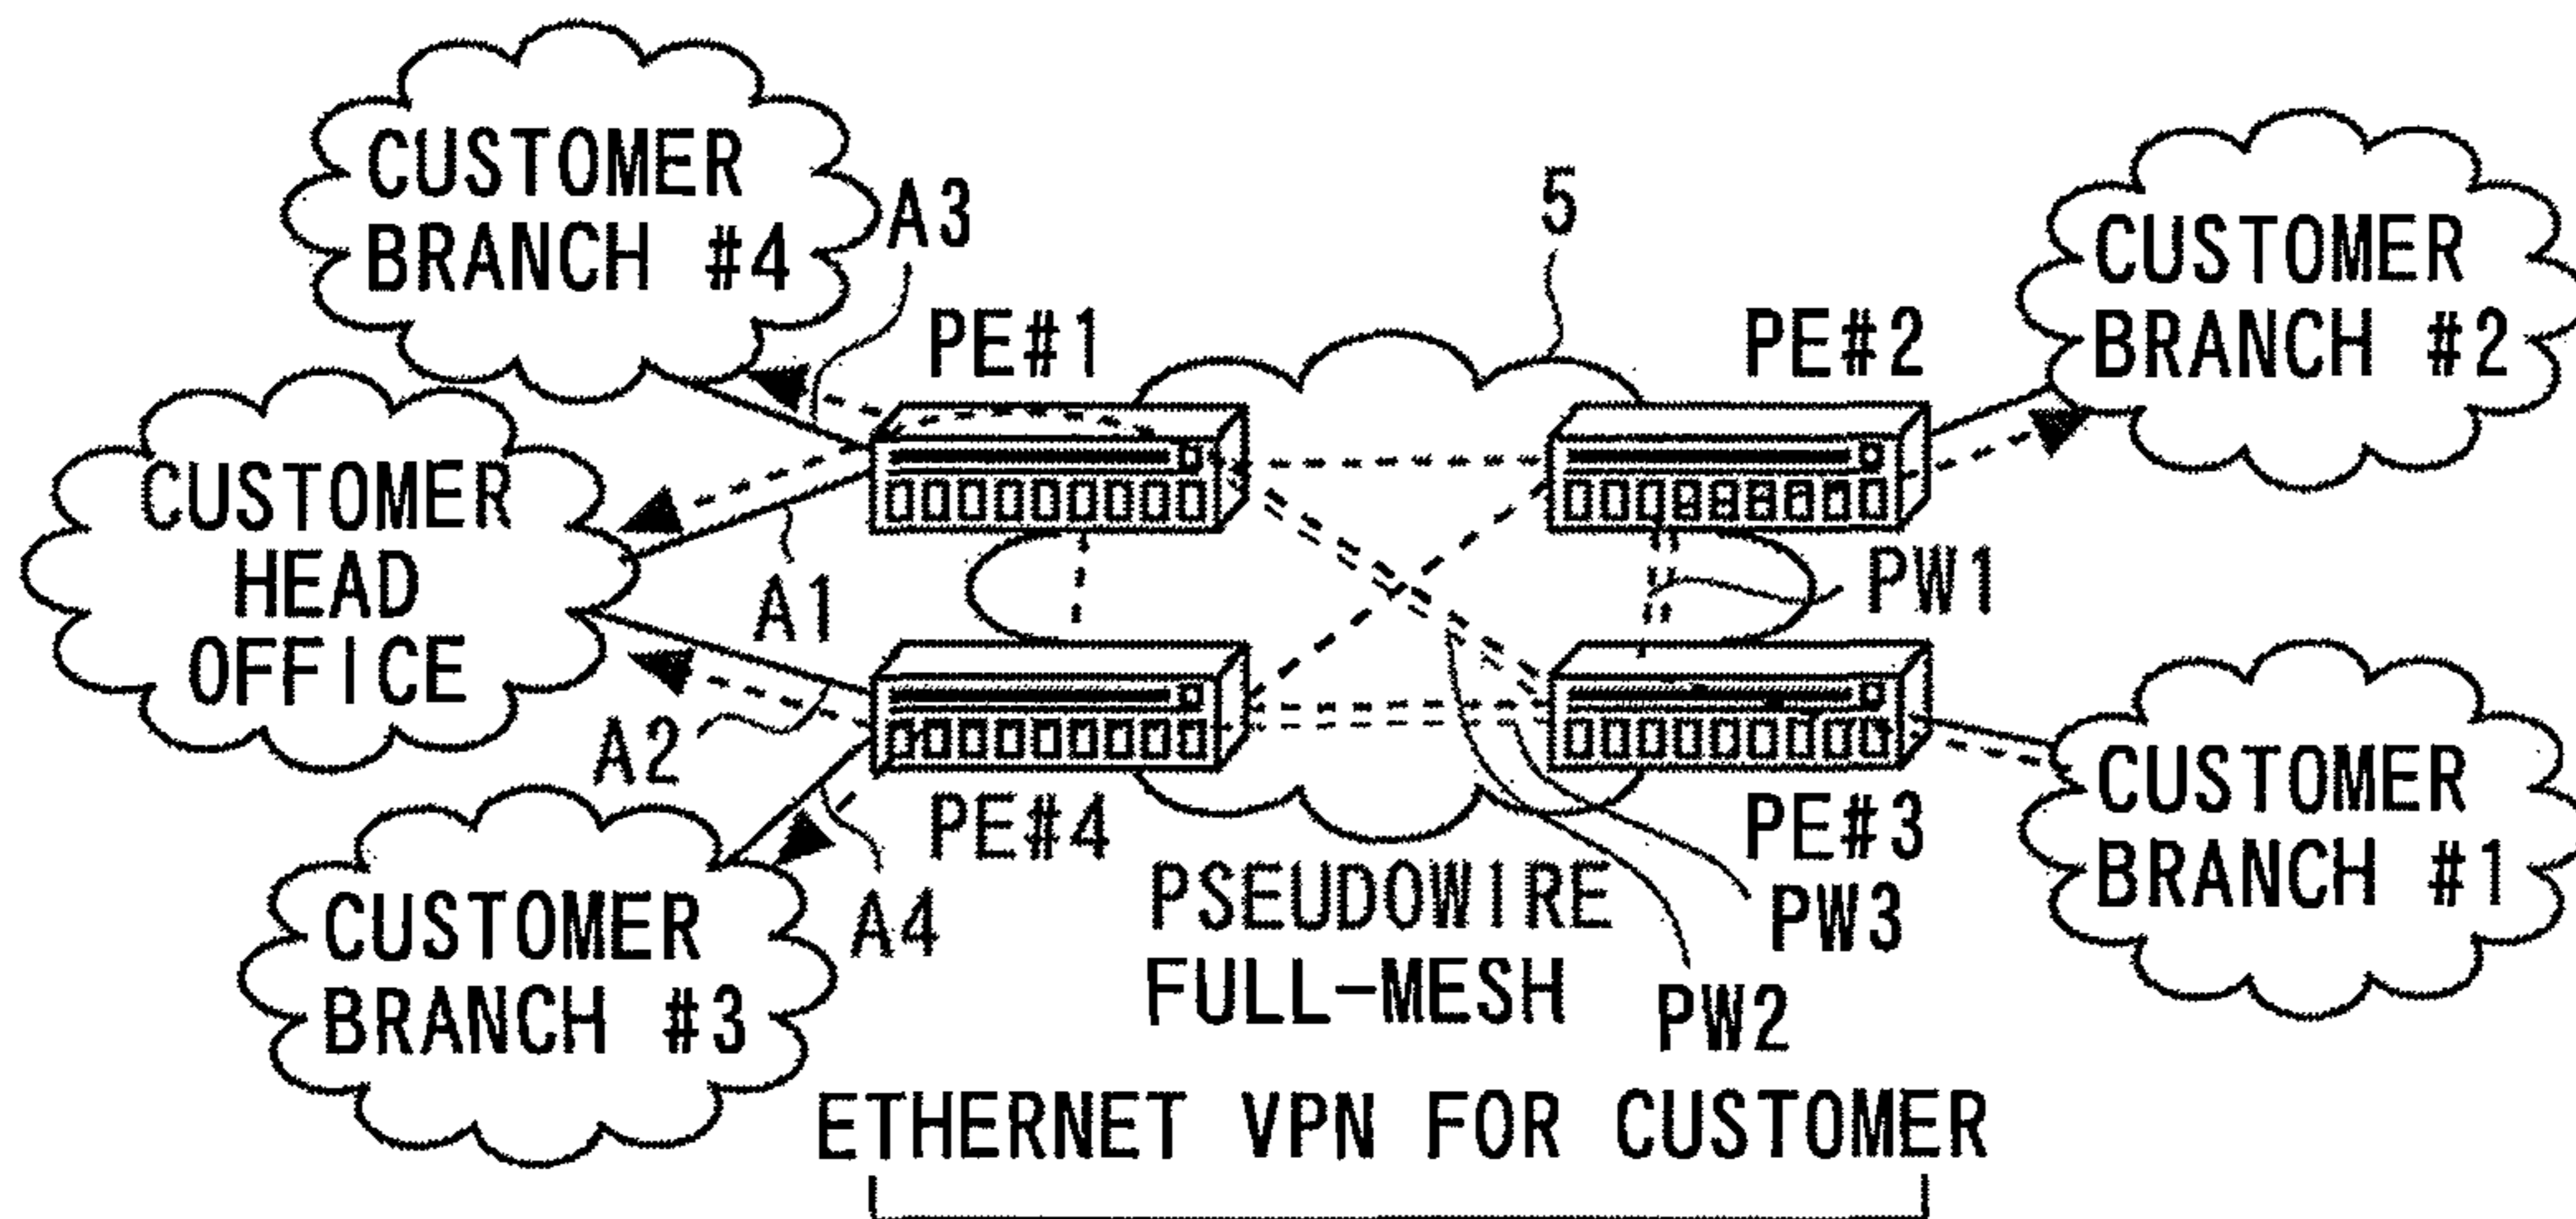 CUSTOMER
BRANCH #4
A3
5
PE#1
PE#2
CUSTOMER
BRANCH #2
CUSTOMER
HEAD
OFFICE
A1
PW1
A2
PE#4
PE#3
CUSTOMER
BRANCH #1
CUSTOMER
BRANCH #3
A4
PSEUDOWIRE
FULL-MESH
PW3
PW2
ETHERNET VPN FOR CUSTOMER